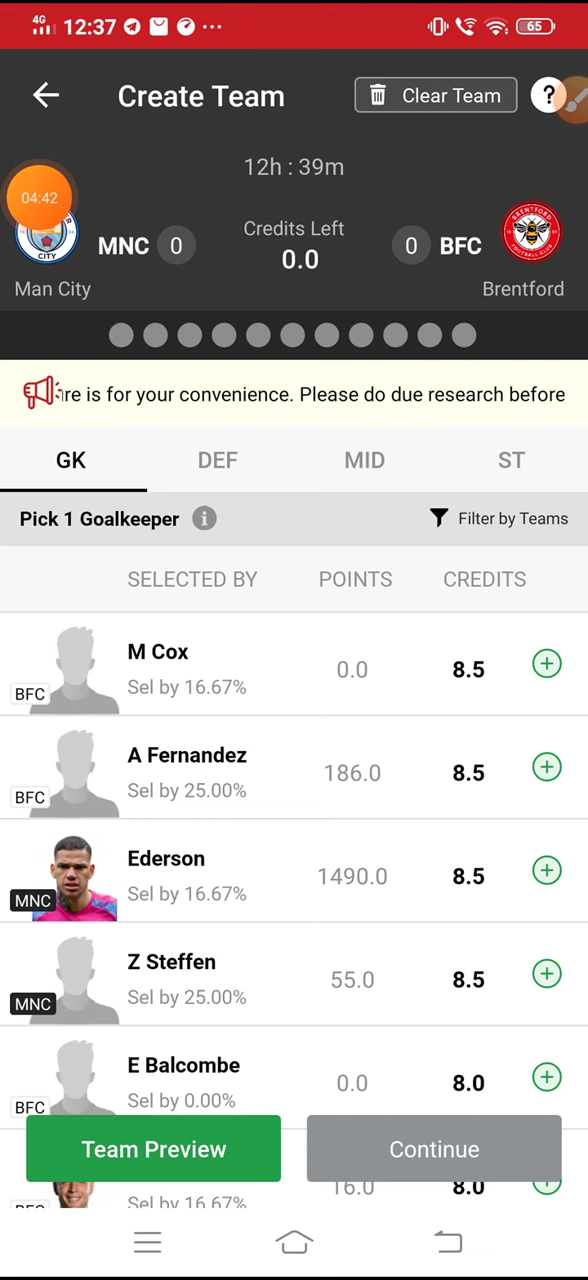 4G 12:37 65
Create Team
Clear Team ?
12h : 39m
04:42
CITY
BRENTFORD
FOOTBALL CLUB
MNC 0
Credits Left
0.0
0 BFC
Man City
Brentford
re is for your convenience. Please do due research before
GK DEF MID ST
Pick 1 Goalkeeper i
Filter by Teams
SELECTED BY POINTS CREDITS
M Cox
Sel by 16.67%
BFC
0.0 8.5
A Fernandez
Sel by 25.00%
BFC
186.0 8.5
Ederson
Sel by 16.67%
MNC
1490.0 8.5
Z Steffen
Sel by 25.00%
MNC
55.0 8.5
E Balcombe
Sel by 0.00%
BFC
0.0 8.0
Team Preview Continue
Sel by 16.67%
16.0 8.0